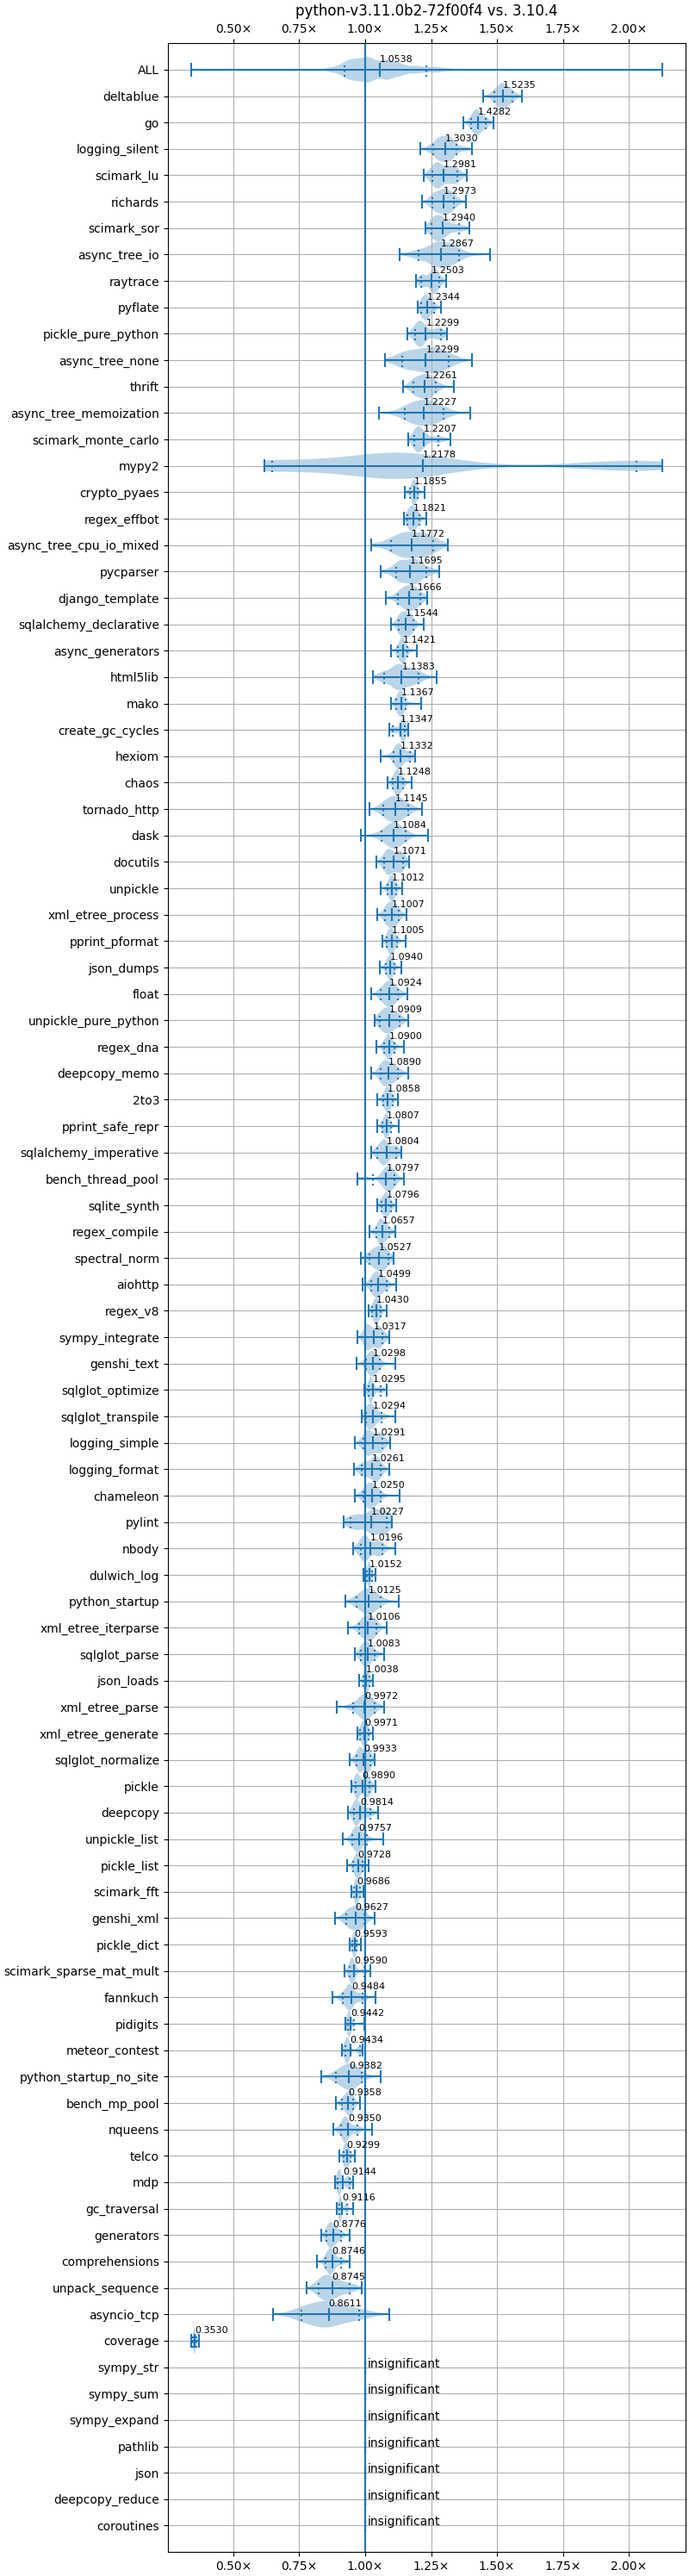 python-v3.11.0b2-72f00f4 vs. 3.10.4
0.50× 0.75× 1.00× 1.25× 1.50× 1.75× 2.00×
ALL 1.0538
deltablue 1.5235
go 1.4282
logging_silent 1.3030
scimark_lu 1.2981
richards 1.2973
scimark_sor 1.2940
async_tree_io 1.2867
raytrace 1.2503
pyflate 1.2344
pickle_pure_python 1.2299
async_tree_none 1.2299
thrift 1.2261
async_tree_memoization 1.2227
scimark_monte_carlo 1.2207
mypy2 1.2178
crypto_pyaes 1.1855
regex_effbot 1.1821
async_tree_cpu_io_mixed 1.1772
pycparser 1.1695
django_template 1.1666
sqlalchemy_declarative 1.1544
async_generators 1.1421
html5lib 1.1383
mako 1.1367
create_gc_cycles 1.1347
hexiom 1.1332
chaos 1.1248
tornado_http 1.1145
dask 1.1084
docutils 1.1071
unpickle 1.1012
xml_etree_process 1.1007
pprint_pformat 1.1005
json_dumps 1.0940
float 1.0924
unpickle_pure_python 1.0909
regex_dna 1.0900
deepcopy_memo 1.0890
2to3 1.0858
pprint_safe_repr 1.0807
sqlalchemy_imperative 1.0804
bench_thread_pool 1.0797
sqlite_synth 1.0796
regex_compile 1.0657
spectral_norm 1.0527
aiohttp 1.0499
regex_v8 1.0430
sympy_integrate 1.0317
genshi_text 1.0298
sqlglot_optimize 1.0295
sqlglot_transpile 1.0294
logging_simple 1.0291
logging_format 1.0261
chameleon 1.0250
pylint 1.0227
nbody 1.0196
dulwich_log 1.0152
python_startup 1.0125
xml_etree_iterparse 1.0106
sqlglot_parse 1.0083
json_loads 1.0038
xml_etree_parse 0.9972
xml_etree_generate 0.9971
sqlglot_normalize 0.9933
pickle 0.9890
deepcopy 0.9814
unpickle_list 0.9757
pickle_list 0.9728
scimark_fft 0.9686
genshi_xml 0.9627
pickle_dict 0.9593
scimark_sparse_mat_mult 0.9590
fannkuch 0.9484
pidigits 0.9442
meteor_contest 0.9434
python_startup_no_site 0.9382
bench_mp_pool 0.9358
nqueens 0.9350
telco 0.9299
mdp 0.9144
gc_traversal 0.9116
generators 0.8776
comprehensions 0.8746
unpack_sequence 0.8745
asyncio_tcp 0.8611
coverage 0.3530
sympy_str insignificant
sympy_sum insignificant
sympy_expand insignificant
pathlib insignificant
json insignificant
deepcopy_reduce insignificant
coroutines insignificant
0.50× 0.75× 1.00× 1.25× 1.50× 1.75× 2.00×